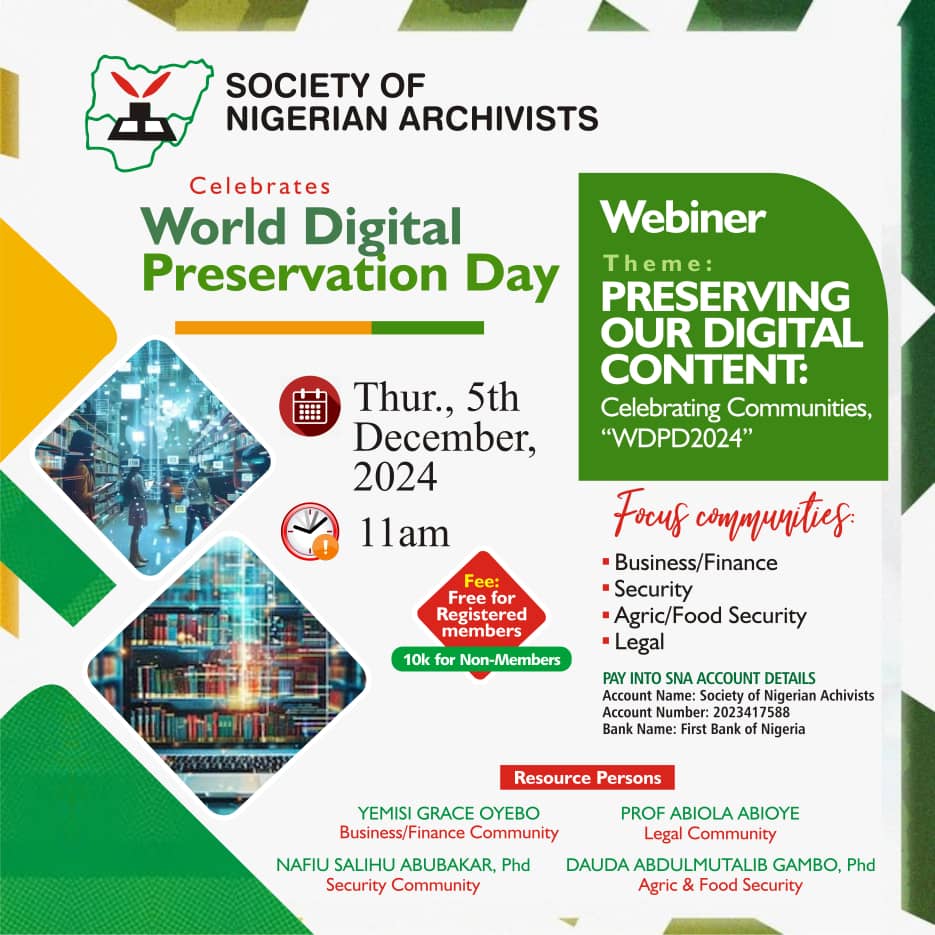 SOCIETY OF
NIGERIAN ARCHIVISTS
Celebrates
World Digital
Preservation Day
Webiner
Theme:
PRESERVING
OUR DIGITAL
CONTENT:
Celebrating Communities,
“WDPD2024”
Thur., 5th
December,
2024
11am
Fee:
Free for
Registered
members
10k for Non-Members
Focus communities:
▪ Business/Finance
▪ Security
▪ Agric/Food Security
▪ Legal
PAY INTO SNA ACCOUNT DETAILS
Account Name: Society of Nigerian Achivists
Account Number: 2023417588
Bank Name: First Bank of Nigeria
Resource Persons
YEMISI GRACE OYEBO
Business/Finance Community
PROF ABIOLA ABIOYE
Legal Community
NAFIU SALIHU ABUBAKAR, Phd
Security Community
DAUDA ABDULMUTALIB GAMBO, Phd
Agric & Food Security